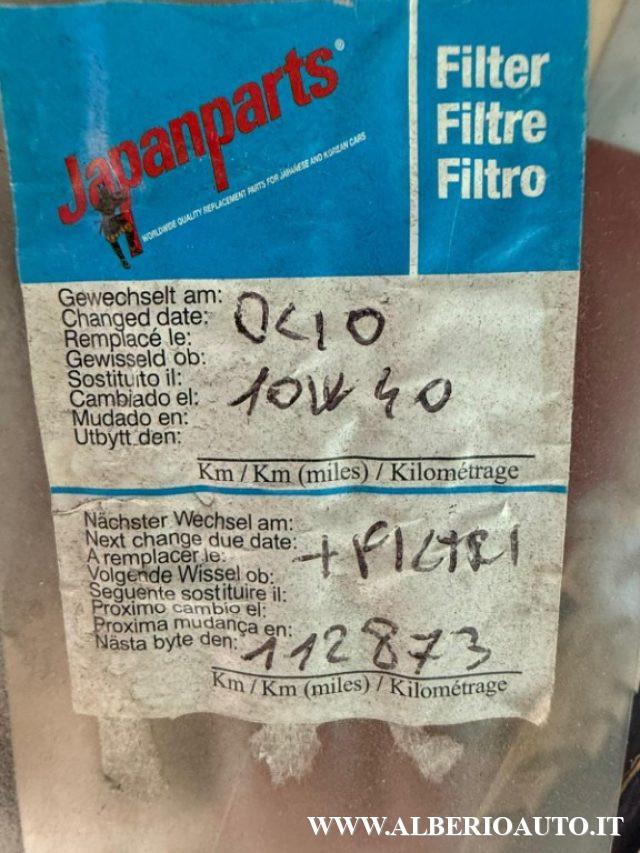 Japanparts®
WORLDWIDE QUALITY REPLACEMENT PARTS FOR JAPANESE AND KOREAN CARS
Filter
Filtre
Filtro
Gewechselt am:
Changed date:
Remplacé le:
Gewisseld ob:
Sostituito il:
Cambiado el:
Mudado en:
Utbytt den:
OLIO
10W40
Km / Km (miles) / Kilométrage
Nächster Wechsel am:
Next change due date:
A remplacer le:
Volgende Wissel ob:
Seguente sostituire il:
Proximo cambio el:
Proxima mudança en:
Nästa byte den:
+ FILTRI
112873
Km / Km (miles) / Kilométrage
WWW.ALBERIOAUTO.IT